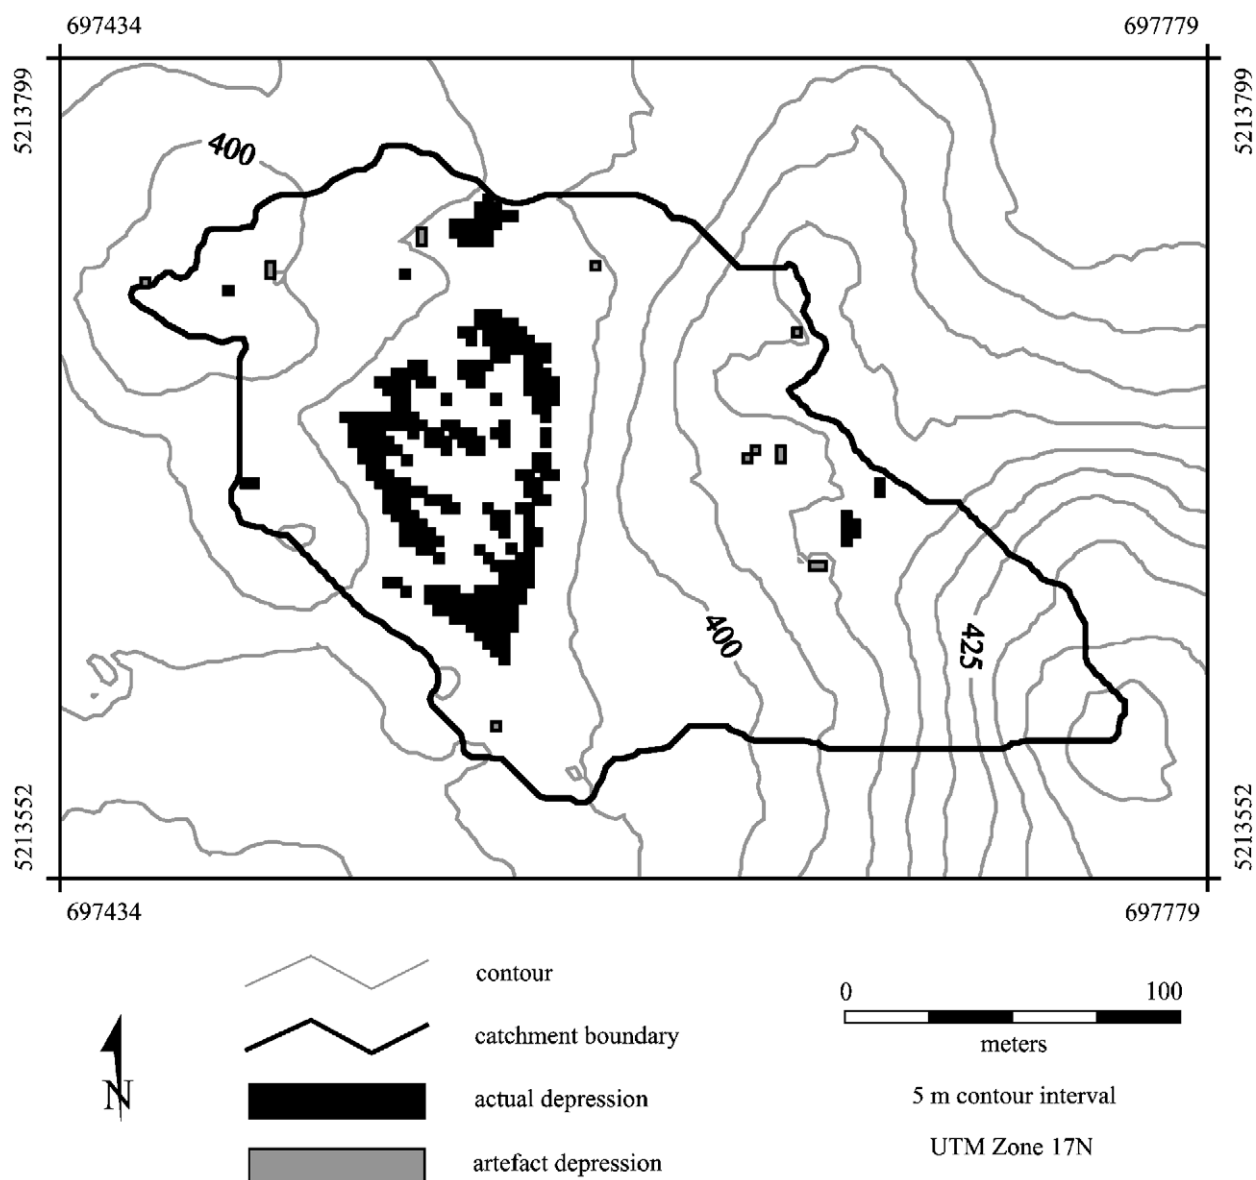 697434
697779
5213799
5213799
400
400
425
5213552
5213552
697434
697779
contour
0
100
catchment boundary
meters
actual depression
5 m contour interval
N
artefact depression
UTM Zone 17N